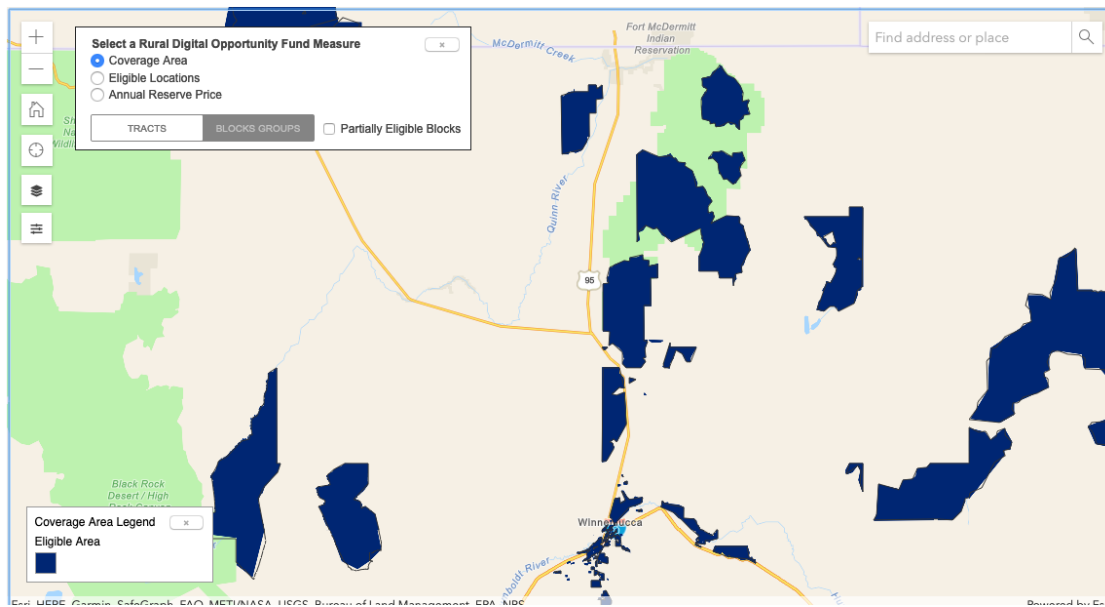 Select a Rural Digital Opportunity Fund Measure
x
Coverage Area
Eligible Locations
Annual Reserve Price
TRACTS
BLOCKS GROUPS
Partially Eligible Blocks
Find address or place
McDermitt Creek
Fort McDermitt
Indian
Reservation
Quinn River
95
Black Rock
Desert / High
Coverage Area Legend
x
Eligible Area
Winnemucca
mboldt River
Esri, HERE, Garmin, SafeGraph, FAO, METI/NASA, USGS, Bureau of Land Management, EPA, NPS
Powered by Es